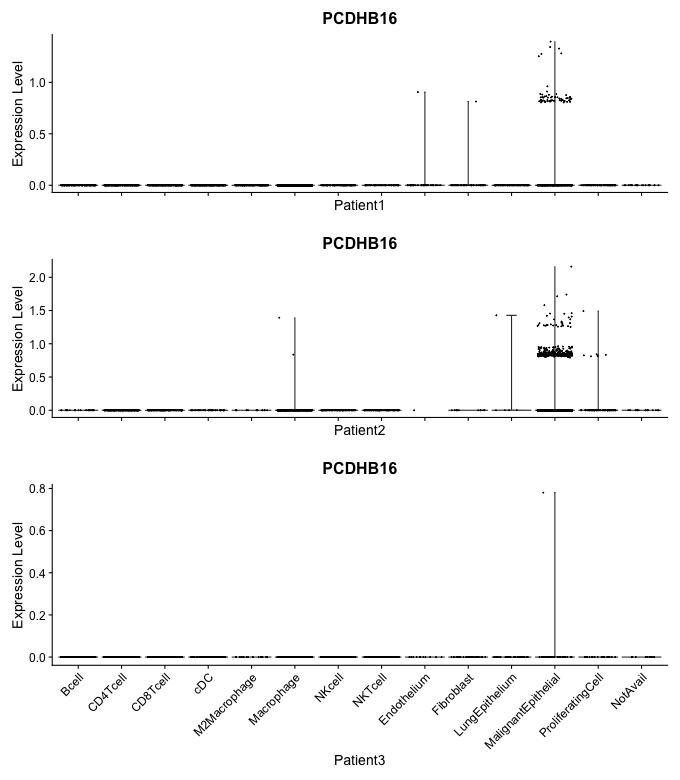 PCDHB16
Expression Level
1.0
0.5
0.0
Patient1
PCDHB16
Expression Level
2.0
1.5
1.0
0.5
0.0
Patient2
PCDHB16
Expression Level
0.8
0.6
0.4
0.2
0.0
Bcell
CD4Tcell
CD8Tcell
cDC
M2Macrophage
Macrophage
NKcell
NKTcell
Endothelium
Fibroblast
LungEpithelium
MalignantEpithelial
ProliferatingCell
NotAvail
Patient3